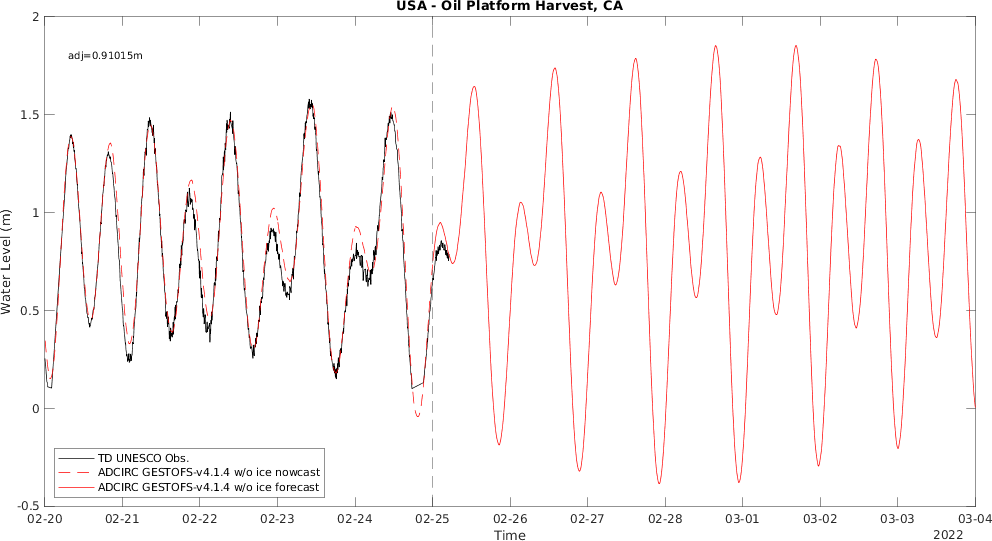 USA - Oil Platform Harvest, CA
adj=0.91015m
Water Level (m)
2
1.5
1
0.5
0
-0.5
TD UNESCO Obs.
ADCIRC GESTOFS-v4.1.4 w/o ice nowcast
ADCIRC GESTOFS-v4.1.4 w/o ice forecast
02-20 02-21 02-22 02-23 02-24 02-25 02-26 02-27 02-28 03-01 03-02 03-03 03-04
Time
2022